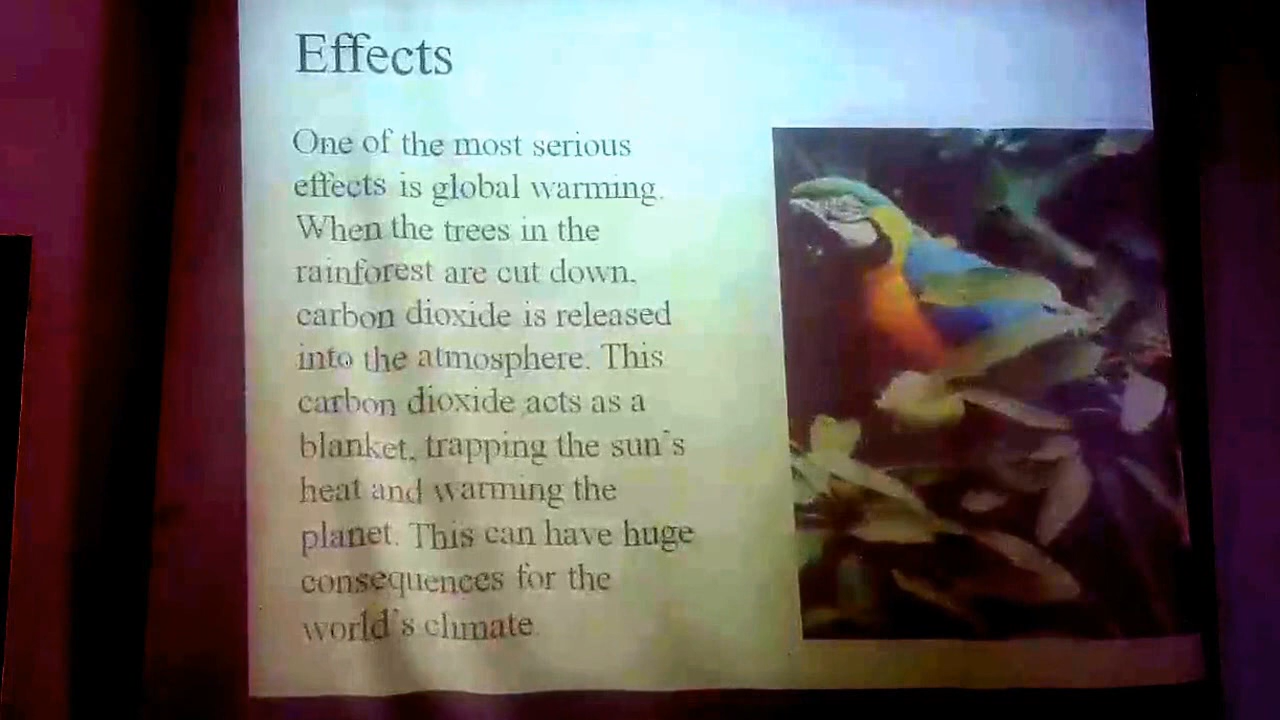 Effects
One of the most serious
effects is global warming.
When the trees in the
rainforest are cut down,
carbon dioxide is released
into the atmosphere. This
carbon dioxide acts as a
blanket, trapping the sun's
heat and warming the
planet. This can have huge
consequences for the
world's climate.